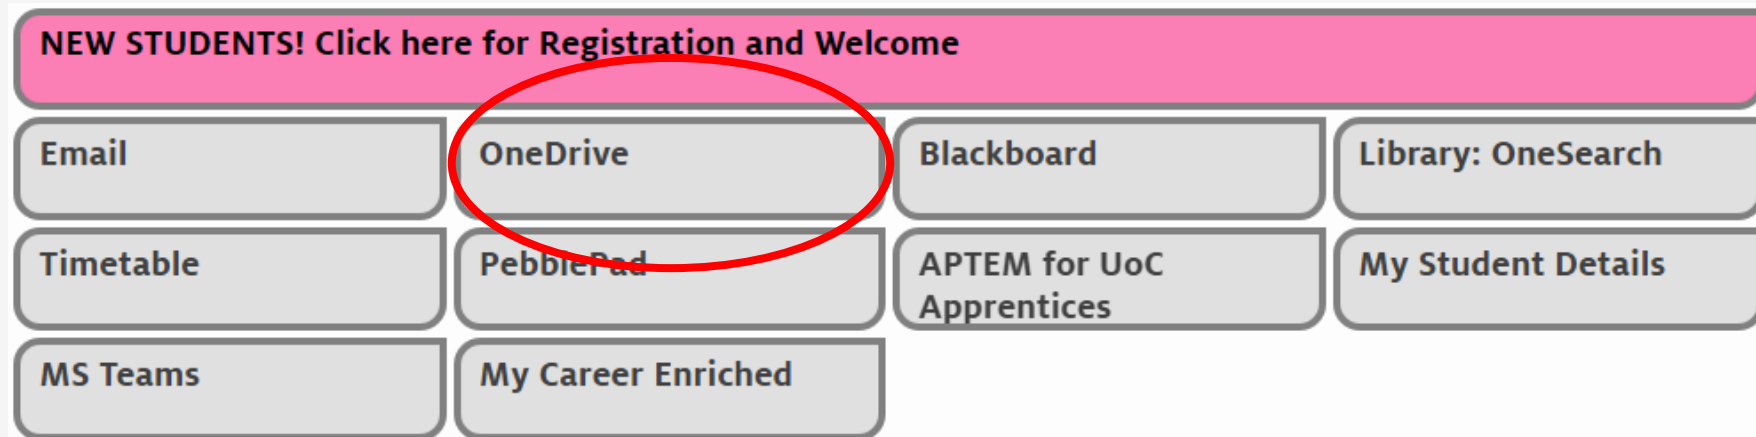 NEW STUDENTS! Click here for Registration and Welcome
Email
OneDrive
Blackboard
Library: OneSearch
Timetable
PebblePad
APTEM for UoC
Apprentices
My Student Details
MS Teams
My Career Enriched